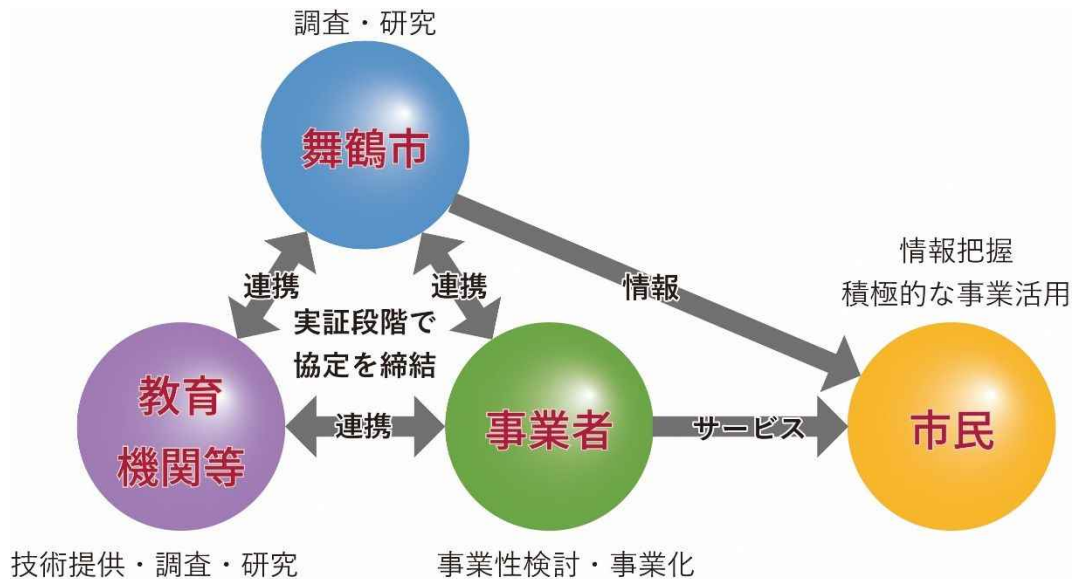 調査・研究
舞鶴市
連携
連携
情報
情報把握
積極的な事業活用
実証段階で
協定を締結
教育
機関等
連携
事業者
サービス
市民
技術提供・調査・研究
事業性検討・事業化